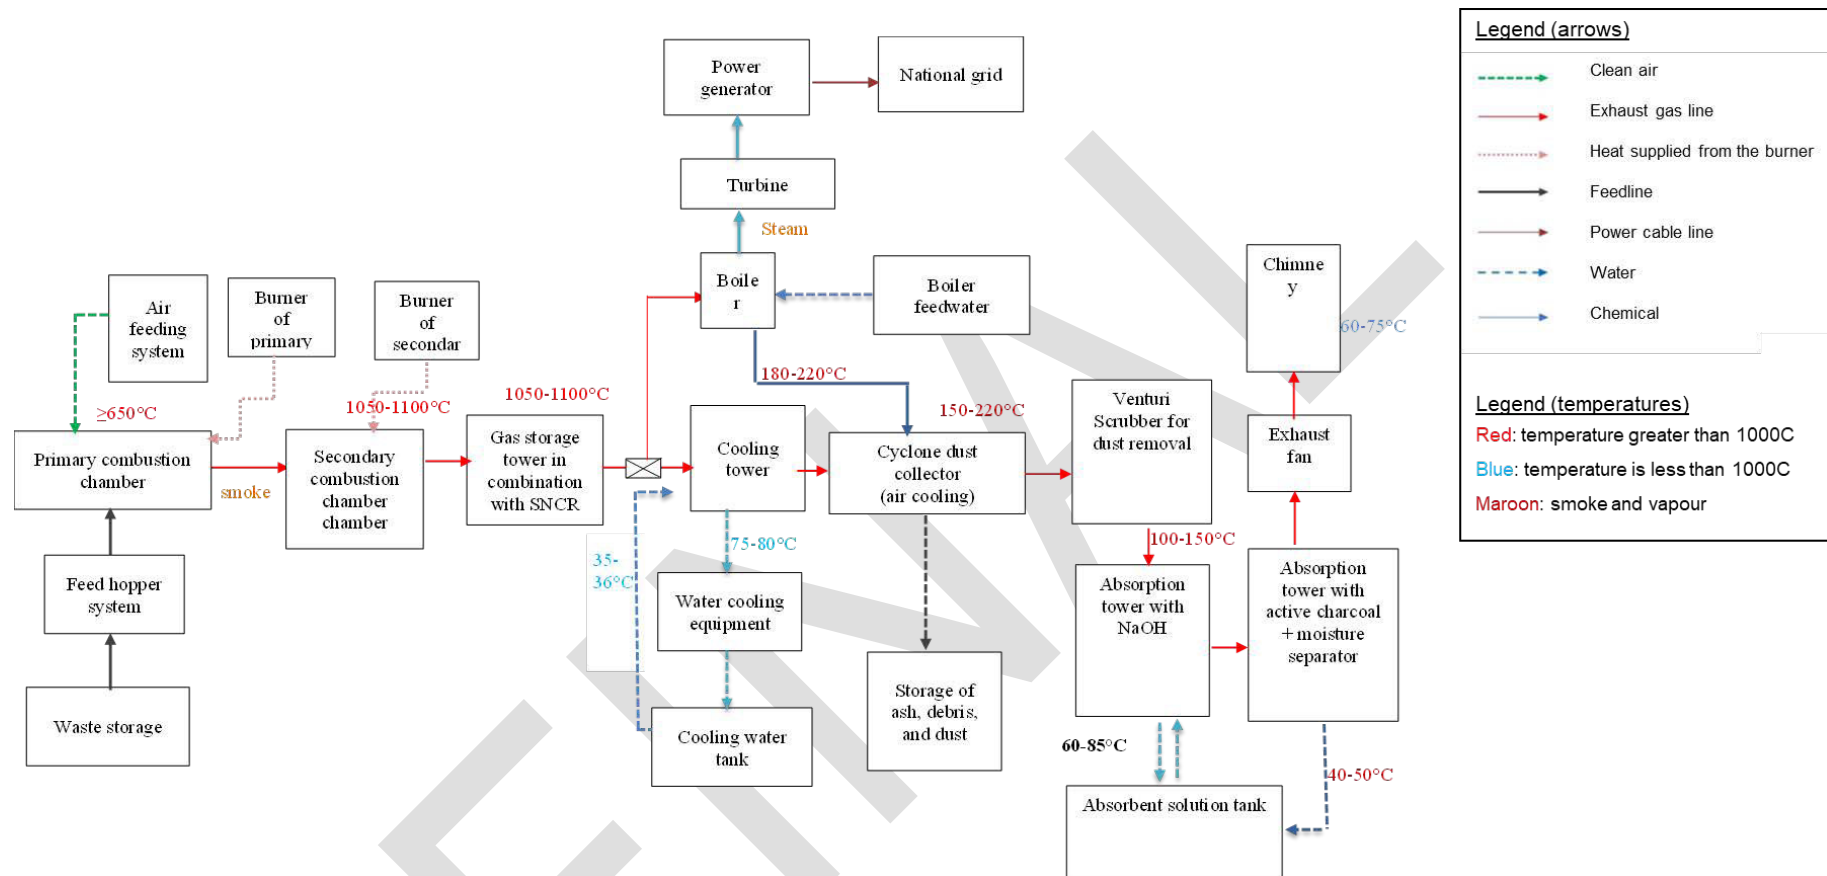 Power
generator
National grid
Turbine
Steam
Boile
r
Boiler
feedwater
Chimne
y
60-75°C
Air
feeding
system
Burner
of
primary
Burner
of
secondar
≥650°C
1050-1100°C
1050-1100°C
180-220°C
150-220°C
Primary combustion
chamber
smoke
Secondary
combustion
chamber
chamber
Gas storage
tower in
combination
with SNCR
Cooling
tower
Cyclone dust
collector
(air cooling)
Venturi
Scrubber for
dust removal
Exhaust
fan
Feed hopper
system
Waste storage
35-
36°C
75-80°C
Water cooling
equipment
Cooling water
tank
Storage of
ash, debris,
and dust
100-150°C
Absorption
tower with
NaOH
Absorption
tower with
active charcoal
+ moisture
separator
60-85°C
40-50°C
Absorbent solution tank
Legend (arrows)
Clean air
Exhaust gas line
Heat supplied from the burner
Feedline
Power cable line
Water
Chemical
Legend (temperatures)
Red: temperature greater than 1000C
Blue: temperature is less than 1000C
Maroon: smoke and vapour
FINAL